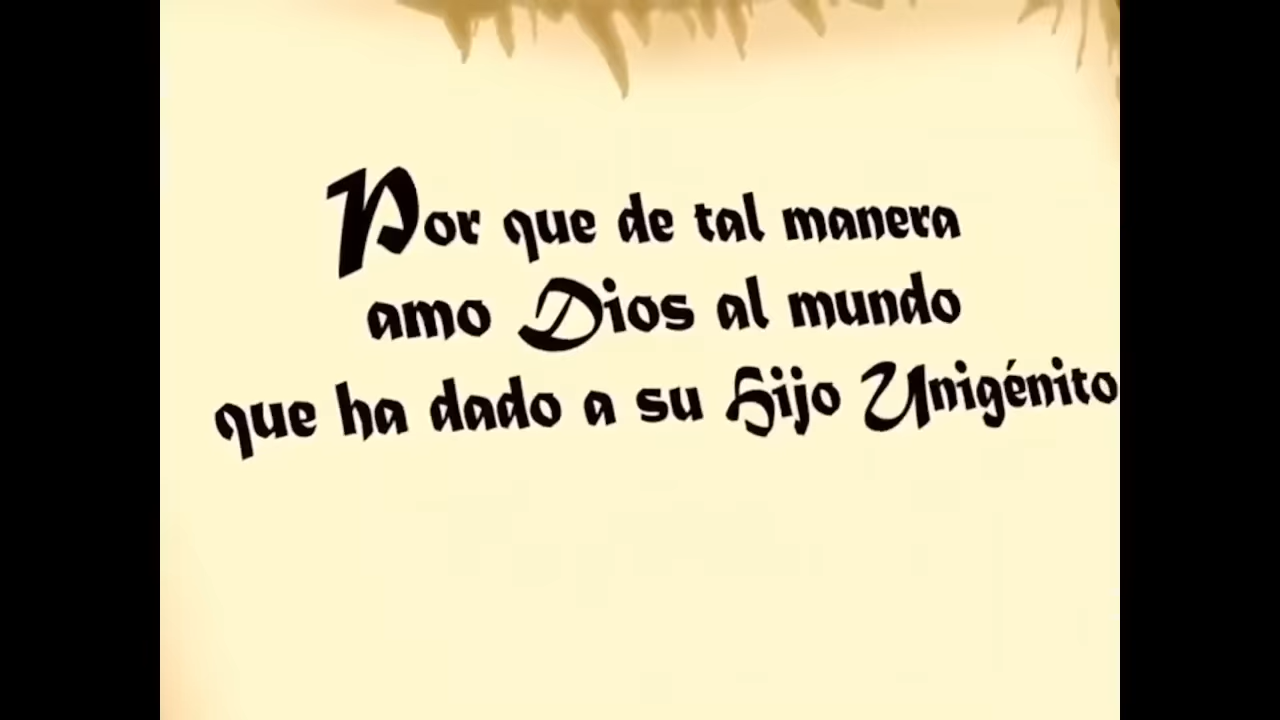 Por que de tal manera
amo Dios al mundo
que ha dado a su Hijo Unigénito